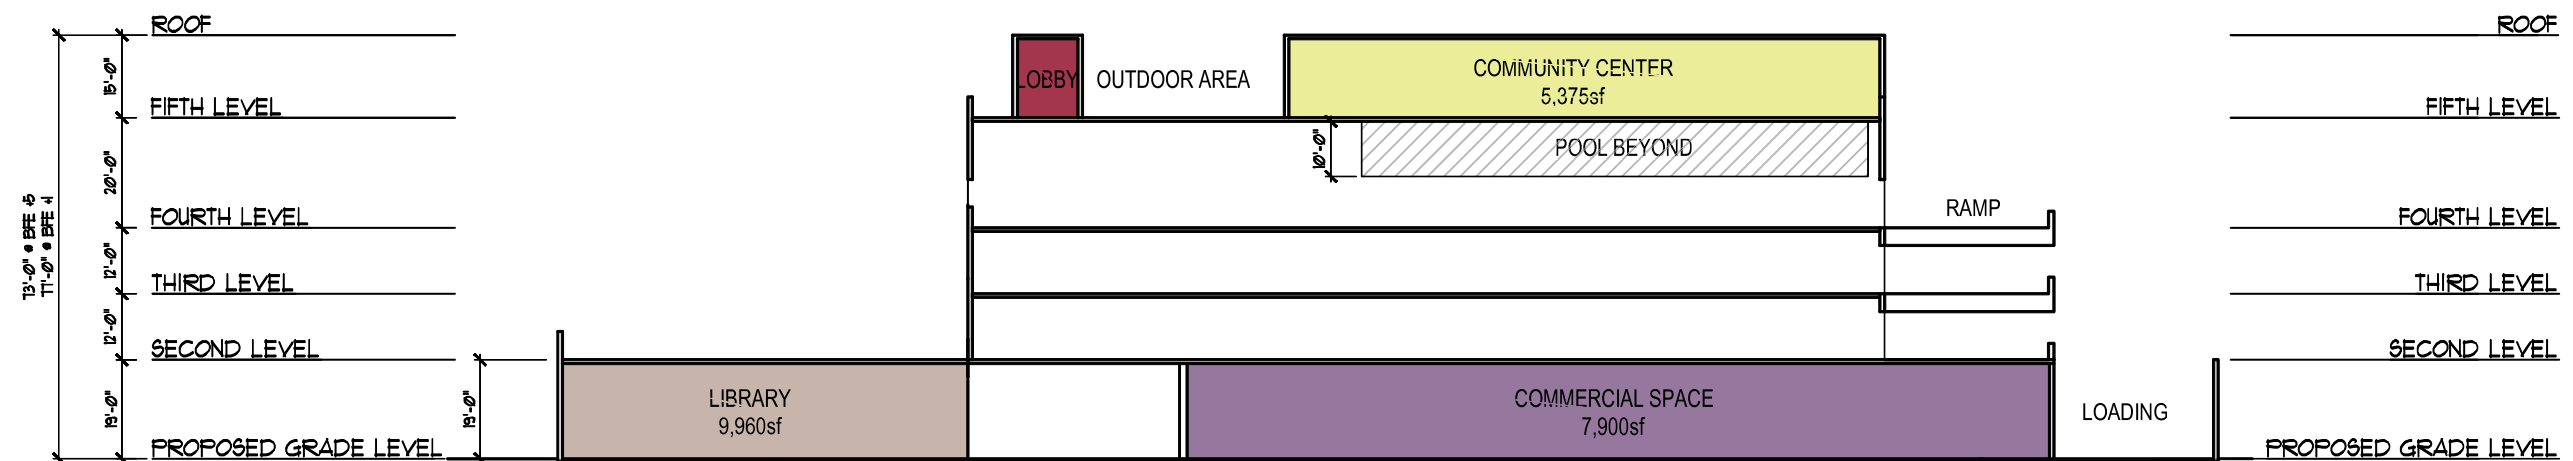 ROOF
FIFTH LEVEL
FOURTH LEVEL
THIRD LEVEL
SECOND LEVEL
PROPOSED GRADE LEVEL
73'-0" @ BFE +5
77'-0" @ BFE +1
15'-0"
20'-0"
12'-0"
12'-0"
19'-0"
19'-0"
LOBBY
OUTDOOR AREA
COMMUNITY CENTER
5,375sf
10'-0"
POOL BEYOND
RAMP
LIBRARY
9,960sf
COMMERCIAL SPACE
7,900sf
LOADING
ROOF
FIFTH LEVEL
FOURTH LEVEL
THIRD LEVEL
SECOND LEVEL
PROPOSED GRADE LEVEL